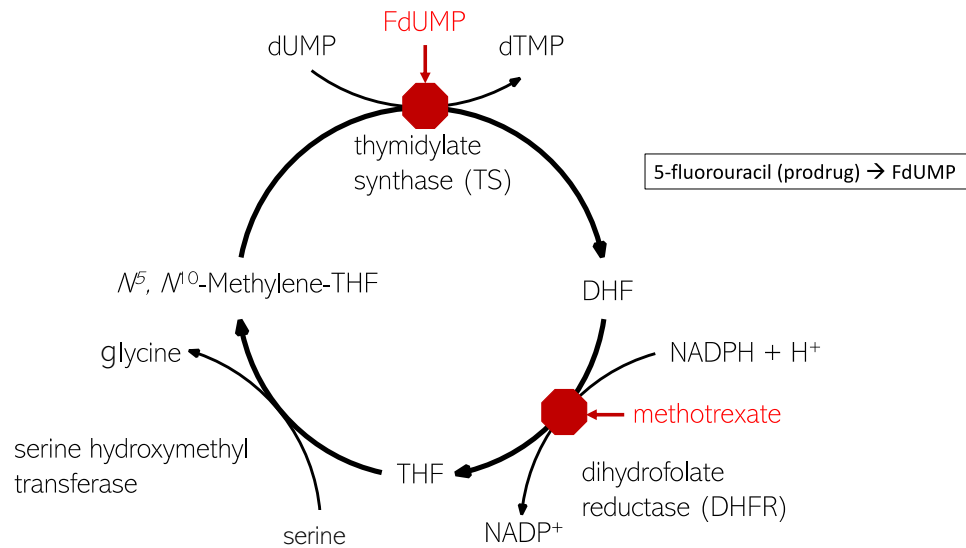 FdUMP
dUMP
dTMP
thymidylate
synthase (TS)
5-fluorouracil (prodrug) → FdUMP
N⁵, N¹⁰-Methylene-THF
DHF
glycine
NADPH + H⁺
methotrexate
serine hydroxymethyl
transferase
THF
dihydrofolate
reductase (DHFR)
NADP⁺
serine